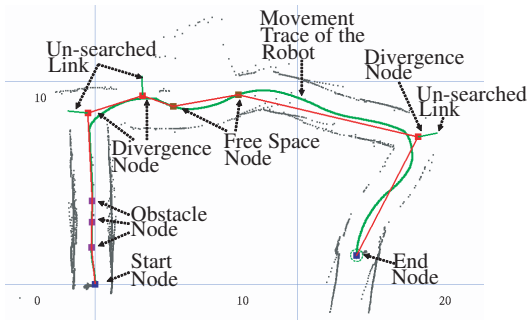 Movement
Trace of the
Robot
Un-searched
Link
Divergence
Node
Un-searched
Link
10
Divergence
Node
Free Space
Node
Obstacle
Node
Start
Node
End
Node
0
10
20